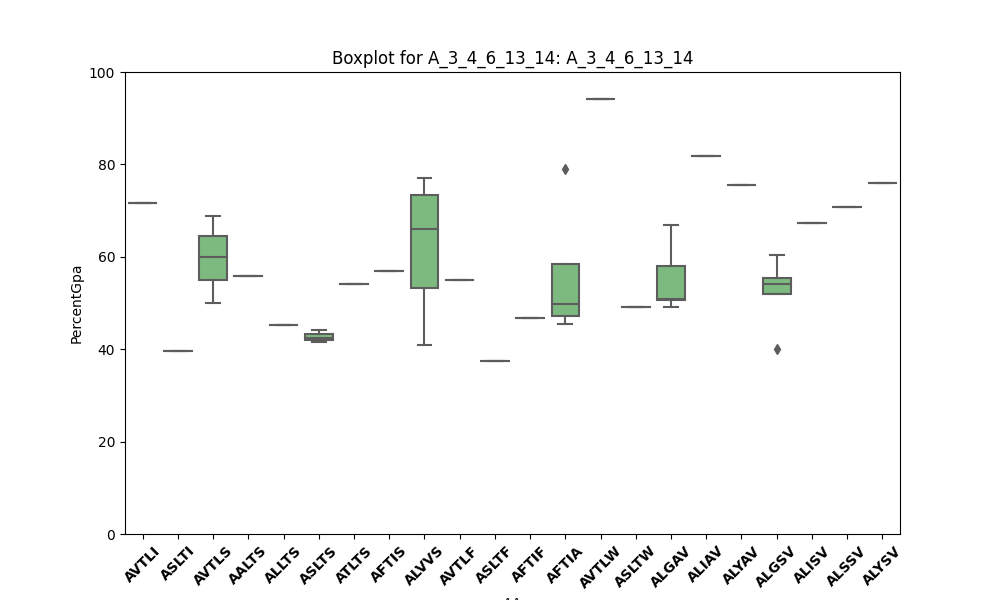 Boxplot for A_3_4_6_13_14: A_3_4_6_13_14
100
80
60
40
20
0
PercentGpa
AVTLI ASLTI AVTLS AALTS ALLTS ASLTS ATLTS AFTIS ALVVS AVTLF ASLTF AFTIF AFTIA AVTLW ASLTW ALGAV ALIAV ALYAV ALGSV ALISV ALSSV ALYSV